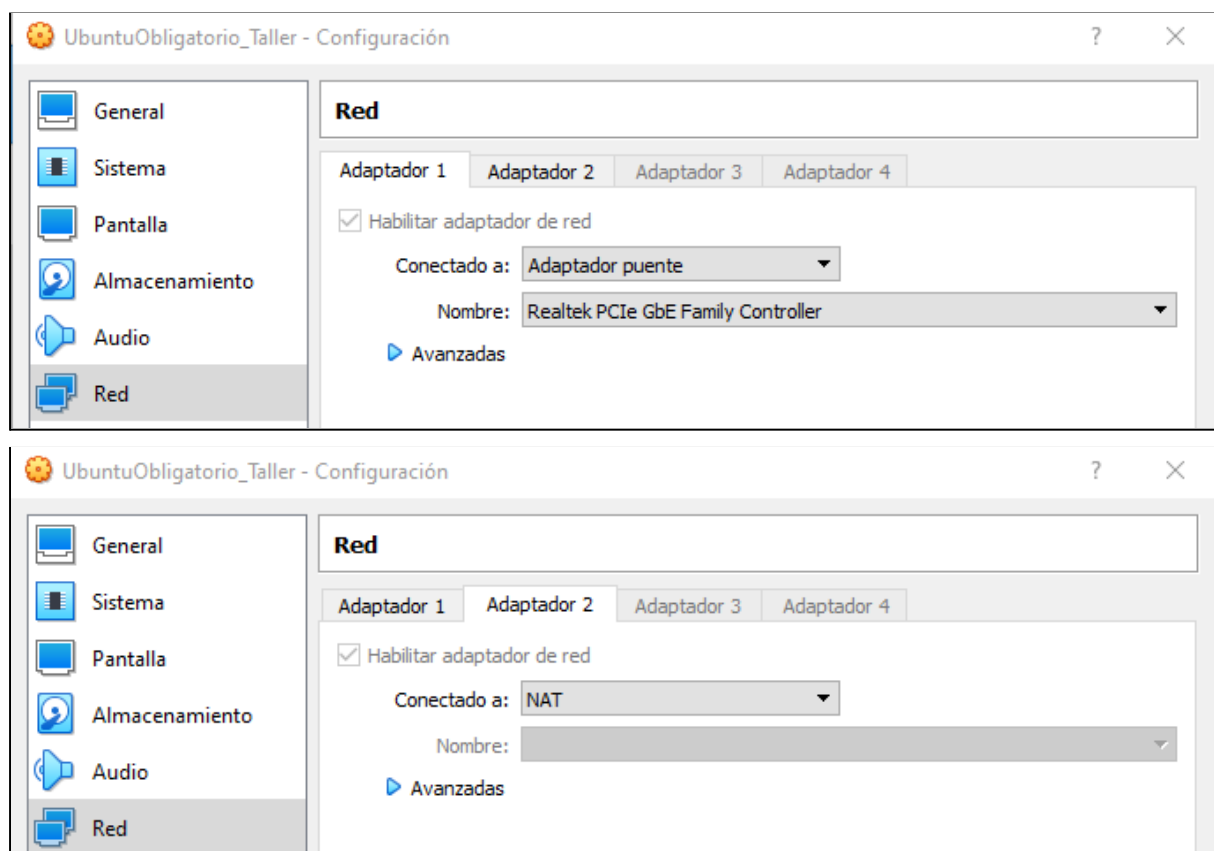 UbuntuObligatorio_Taller - Configuración ?
General
Sistema
Pantalla
Almacenamiento
Audio
Red
Red
Adaptador 1 Adaptador 2 Adaptador 3 Adaptador 4
Habilitar adaptador de red
Conectado a: Adaptador puente
Nombre: Realtek PCIe GbE Family Controller
Avanzadas
UbuntuObligatorio_Taller - Configuración ?
General
Sistema
Pantalla
Almacenamiento
Audio
Red
Red
Adaptador 1 Adaptador 2 Adaptador 3 Adaptador 4
Habilitar adaptador de red
Conectado a: NAT
Nombre:
Avanzadas